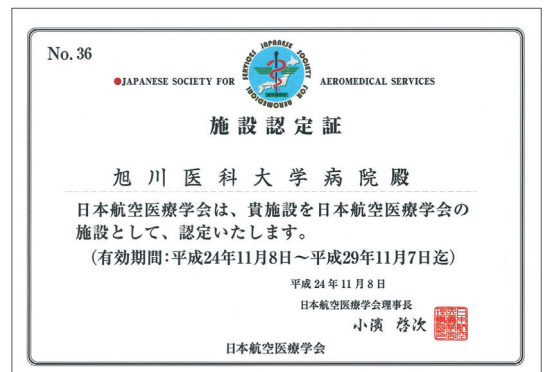 No. 36
JAPANESE SOCIETY FOR AEROMEDICAL SERVICES
JAPANESE SOCIETY FOR AEROMEDICAL SERVICES
施設認定証
旭川医科大学病院殿
日本航空医療学会は、貴施設を日本航空医療学会の
施設として、認定いたします。
（有効期間：平成24年11月8日～平成29年11月7日迄）
平成24年11月8日
日本航空医療学会理事長
小濱 啓次
日本航空医療学会